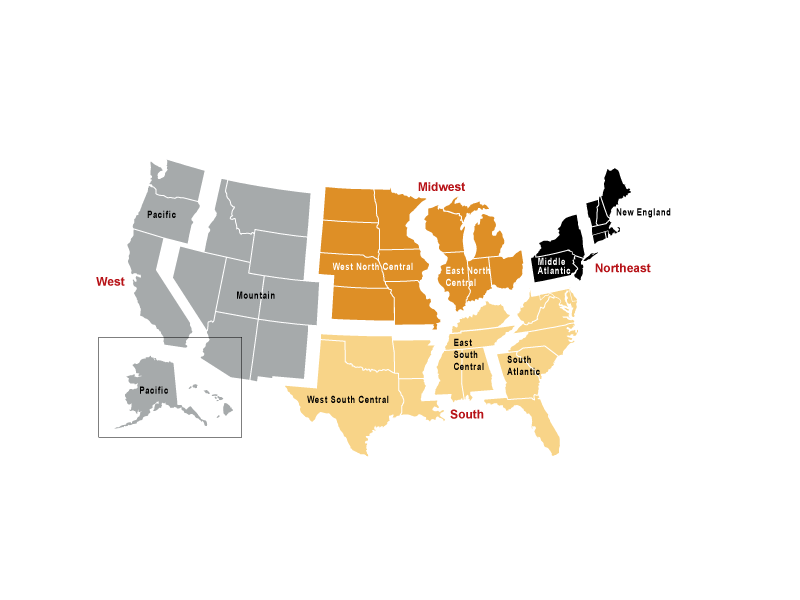 Midwest
Pacific
New England
West North Central
East North
Central
Middle
Atlantic
Northeast
West
Mountain
East
South
Central
South
Atlantic
Pacific
West South Central
South